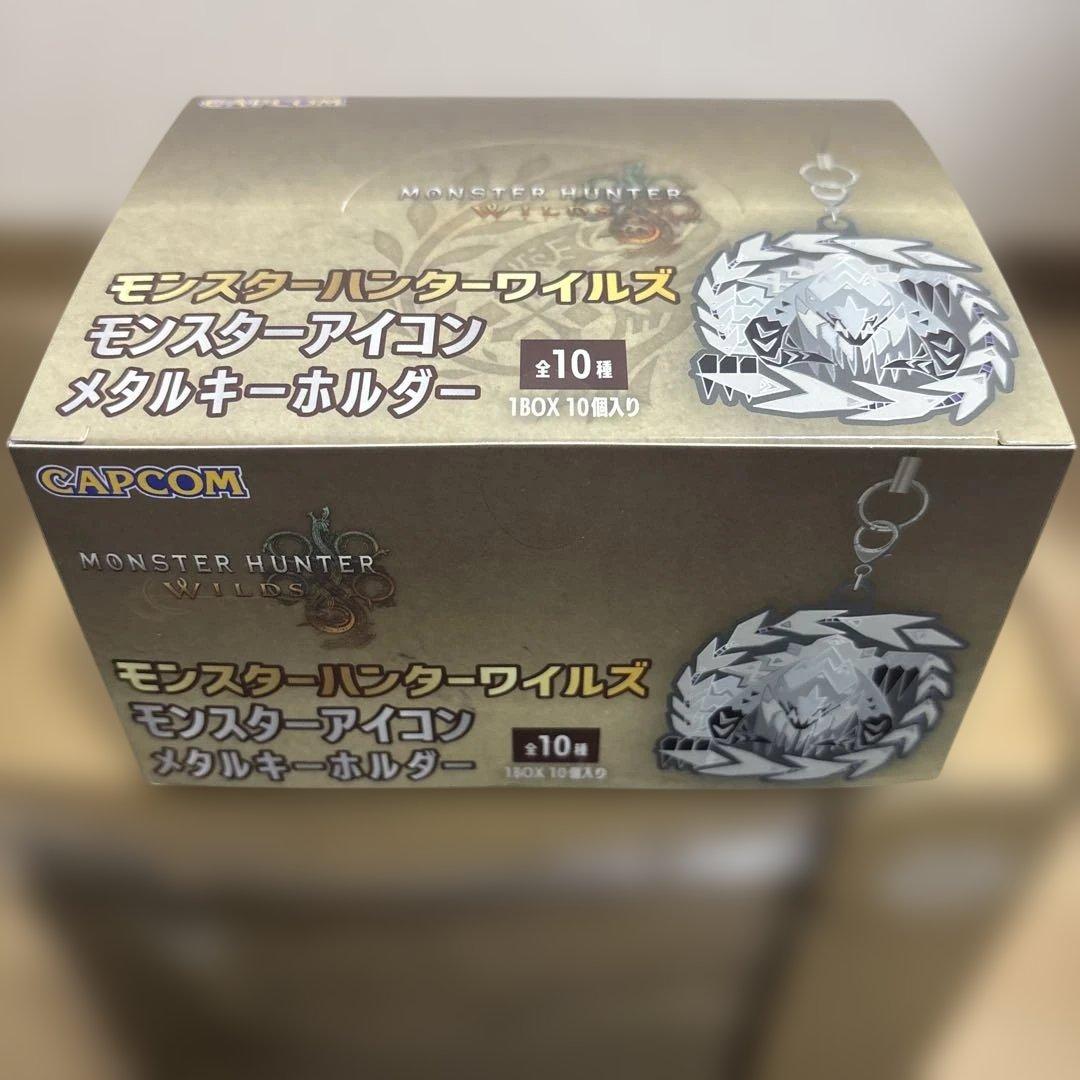 CAPCOM
MONSTER HUNTER
WILDS
モンスターハンターワイルズ
モンスターアイコン
メタルキーホルダー
全10種
1BOX 10個入り
CAPCOM
MONSTER HUNTER
WILDS
モンスターハンターワイルズ
モンスターアイコン
メタルキーホルダー
全10種
1BOX 10個入り